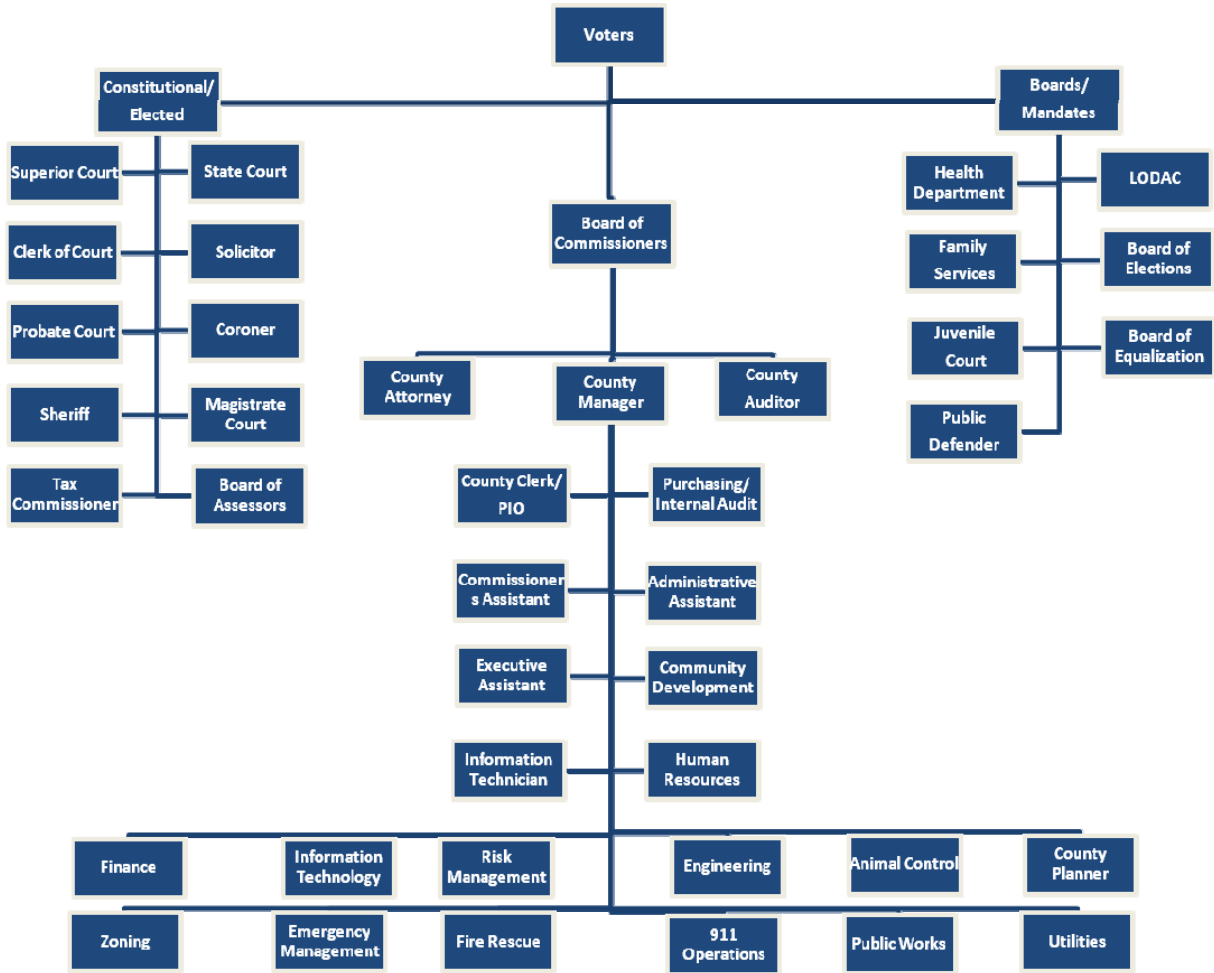 Voters
Constitutional/
Elected
Boards/
Mandates
Superior Court
State Court
Health
Department
LODAC
Board of
Commissioners
Clerk of Court
Solicitor
Family
Services
Board of
Elections
Probate Court
Coroner
Juvenile
Court
Board of
Equalization
County
Attorney
County
Manager
County
Auditor
Sheriff
Magistrate
Court
Public
Defender
Tax
Commissioner
Board of
Assessors
County Clerk/
PIO
Purchasing/
Internal Audit
Commissioner
s Assistant
Administrative
Assistant
Executive
Assistant
Community
Development
Information
Technician
Human
Resources
Finance
Information
Technology
Risk
Management
Engineering
Animal Control
County
Planner
Zoning
Emergency
Management
Fire Rescue
911
Operations
Public Works
Utilities